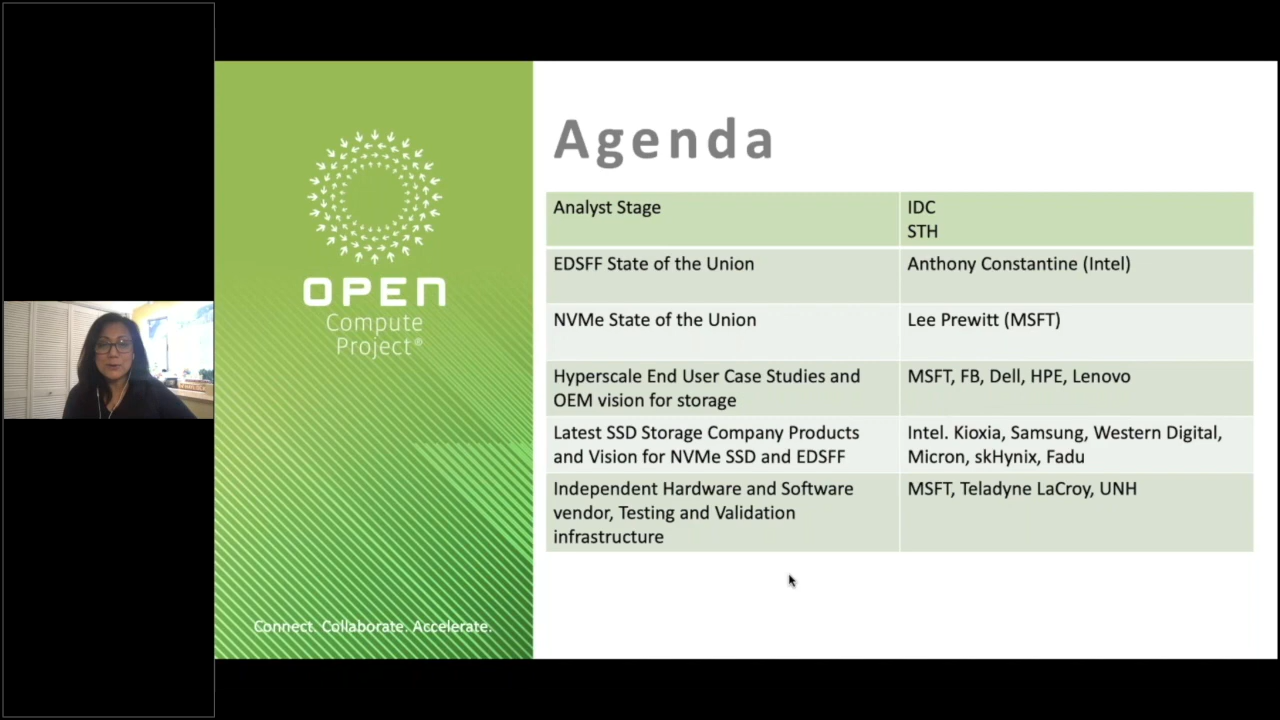 OPEN
Compute
Project®
Connect. Collaborate. Accelerate.
Agenda
Analyst Stage
IDC
STH
EDSFF State of the Union
Anthony Constantine (Intel)
NVMe State of the Union
Lee Prewitt (MSFT)
Hyperscale End User Case Studies and
OEM vision for storage
MSFT, FB, Dell, HPE, Lenovo
Latest SSD Storage Company Products
and Vision for NVMe SSD and EDSFF
Intel. Kioxia, Samsung, Western Digital,
Micron, skHynix, Fadu
Independent Hardware and Software
vendor, Testing and Validation
infrastructure
MSFT, Teladyne LaCroy, UNH